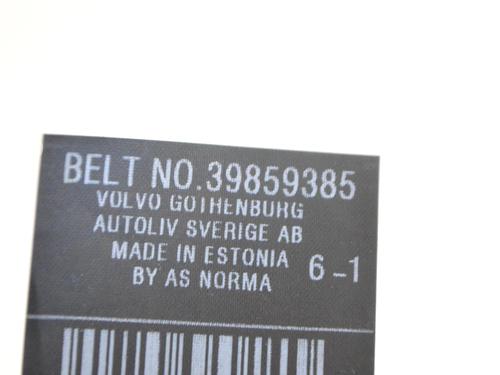 BELT NO.39859385
VOLVO GOTHENBURG
AUTOLIV SVERIGE AB
MADE IN ESTONIA 6-1
BY AS NORMA